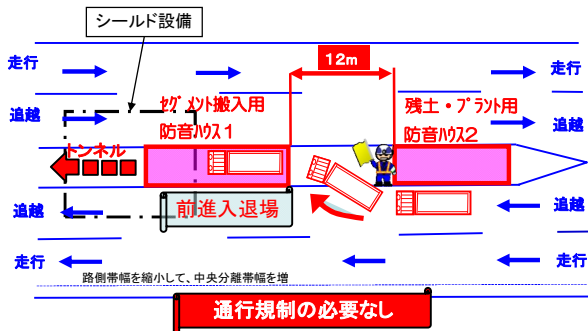 シールド設備
走行
走行
12m
追越
セグメント搬入用
防音ハウス1
残土・プラント用
防音ハウス2
追越
トンネル
追越
前進入退場
追越
走行
走行
路側帯幅を縮小して、中央分離帯幅を増
通行規制の必要なし